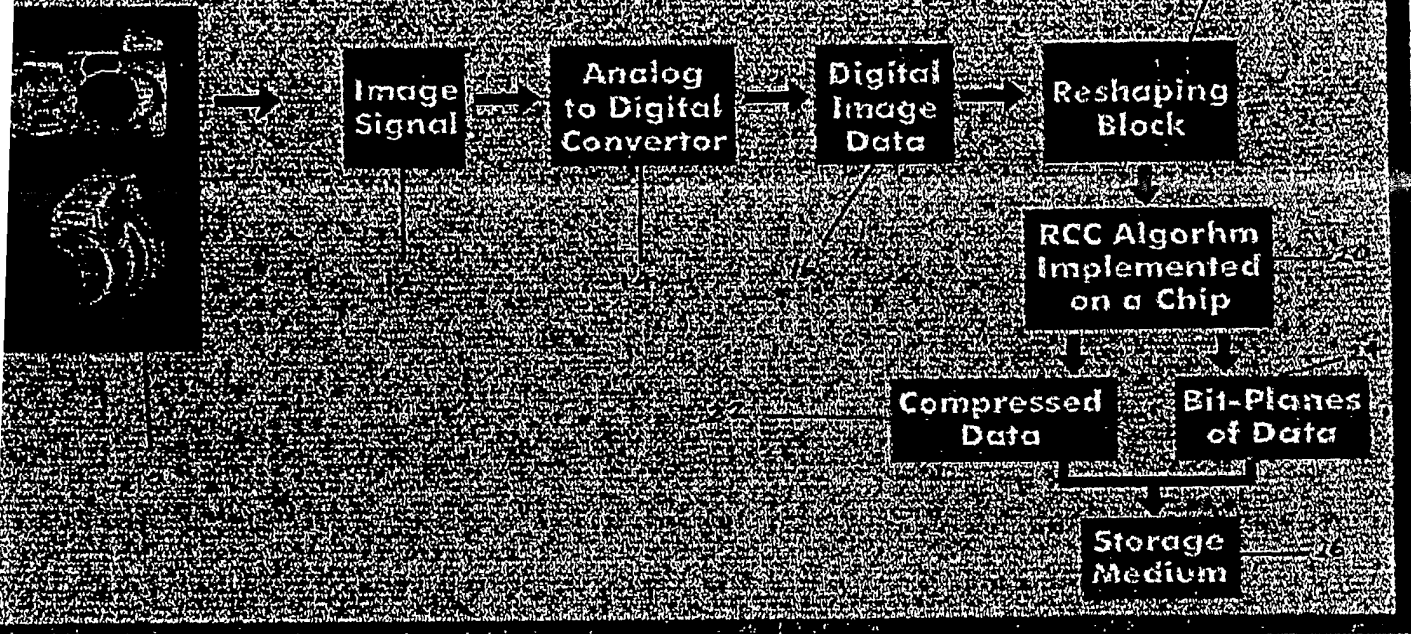 Image
Signal
Analog
to Digital
Convertor
Digital
Image
Data
Reshaping
Block
RCC Algorhm
Implemented
on a Chip
Compressed
Data
Bit-Planes
of Data
Storage
Medium